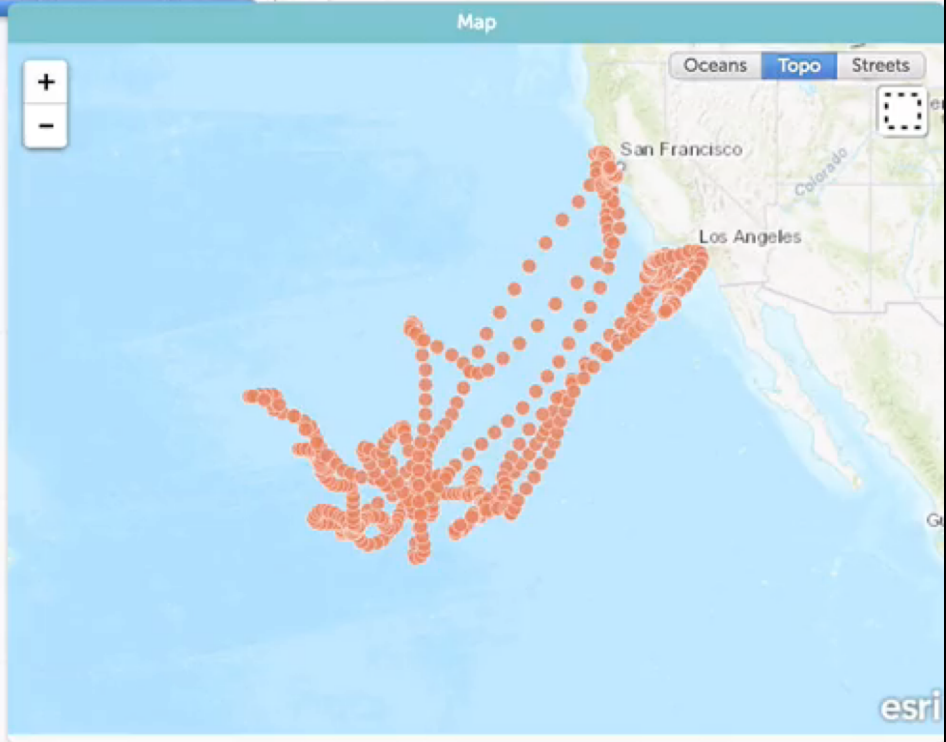 Map
+
Oceans Topo Streets
−
San Francisco
Colorado
Los Angeles
esri